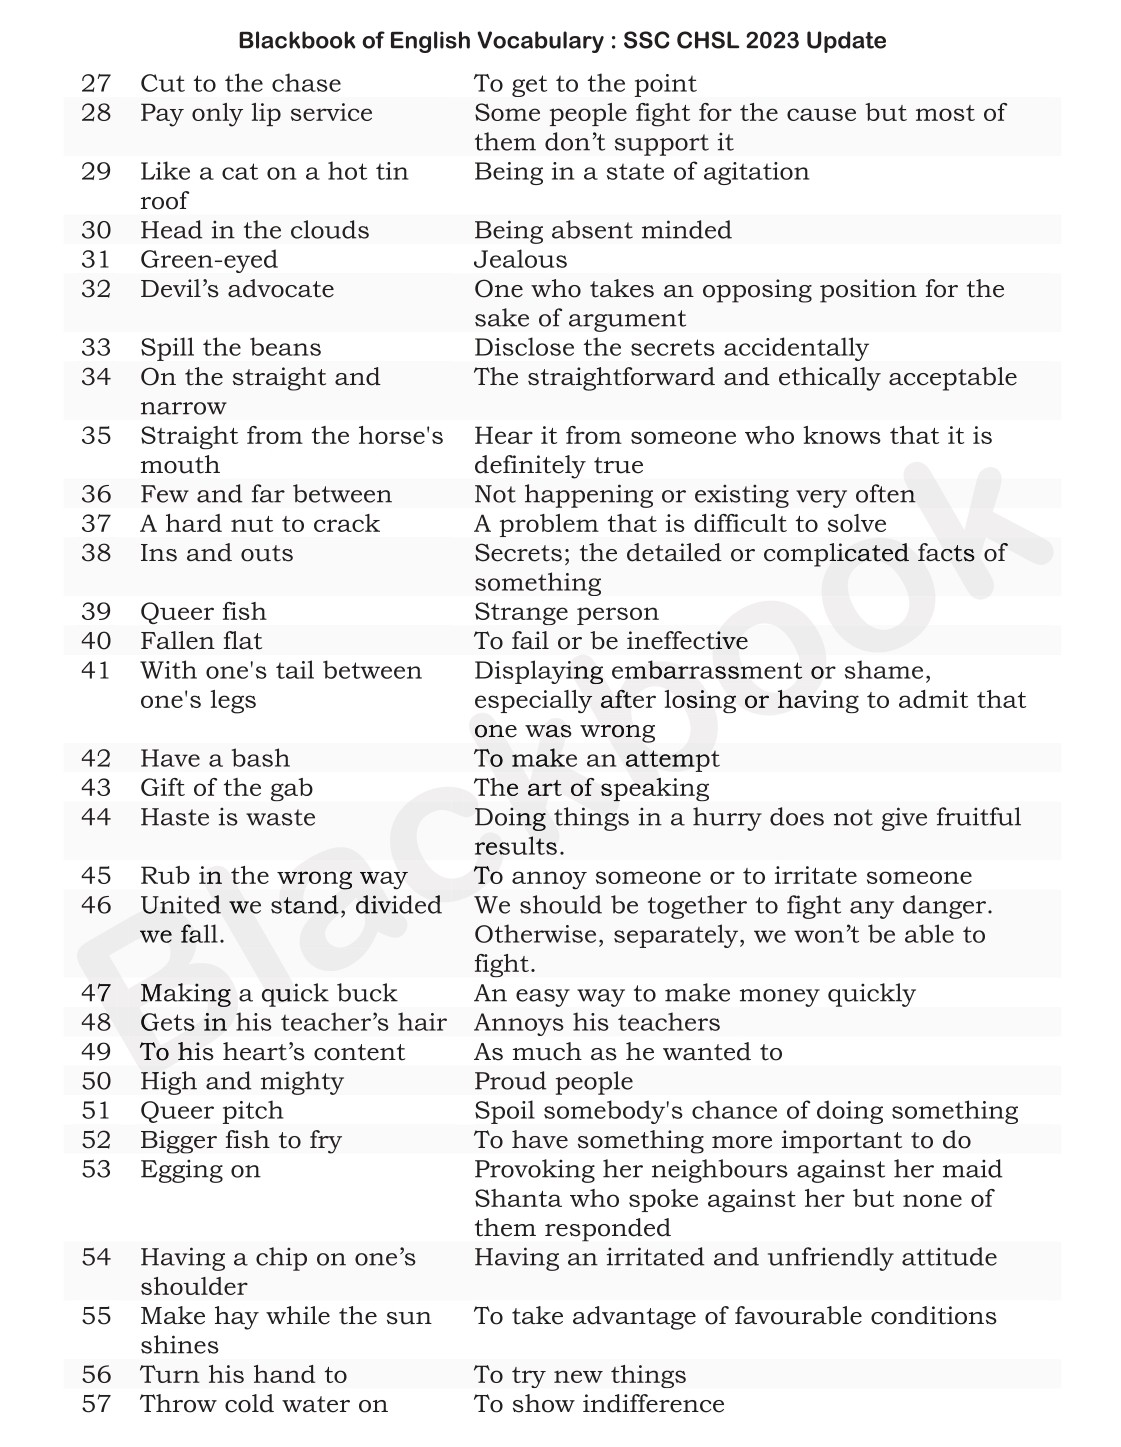 Blackbook of English Vocabulary : SSC CHSL 2023 Update
27 Cut to the chase To get to the point
28 Pay only lip service Some people fight for the cause but most of
them don’t support it
29 Like a cat on a hot tin Being in a state of agitation
roof
30 Head in the clouds Being absent minded
31 Green-eyed Jealous
32 Devil’s advocate One who takes an opposing position for the
sake of argument
33 Spill the beans Disclose the secrets accidentally
34 On the straight and The straightforward and ethically acceptable
narrow
35 Straight from the horse's Hear it from someone who knows that it is
mouth definitely true
36 Few and far between Not happening or existing very often
37 A hard nut to crack A problem that is difficult to solve
38 Ins and outs Secrets; the detailed or complicated facts of
something
39 Queer fish Strange person
40 Fallen flat To fail or be ineffective
41 With one's tail between Displaying embarrassment or shame,
one's legs especially after losing or having to admit that
one was wrong
42 Have a bash To make an attempt
43 Gift of the gab The art of speaking
44 Haste is waste Doing things in a hurry does not give fruitful
results.
45 Rub in the wrong way To annoy someone or to irritate someone
46 United we stand, divided We should be together to fight any danger.
we fall. Otherwise, separately, we won’t be able to
fight.
47 Making a quick buck An easy way to make money quickly
48 Gets in his teacher’s hair Annoys his teachers
49 To his heart’s content As much as he wanted to
50 High and mighty Proud people
51 Queer pitch Spoil somebody's chance of doing something
52 Bigger fish to fry To have something more important to do
53 Egging on Provoking her neighbours against her maid
Shanta who spoke against her but none of
them responded
54 Having a chip on one’s Having an irritated and unfriendly attitude
shoulder
55 Make hay while the sun To take advantage of favourable conditions
shines
56 Turn his hand to To try new things
57 Throw cold water on To show indifference
Blackbook